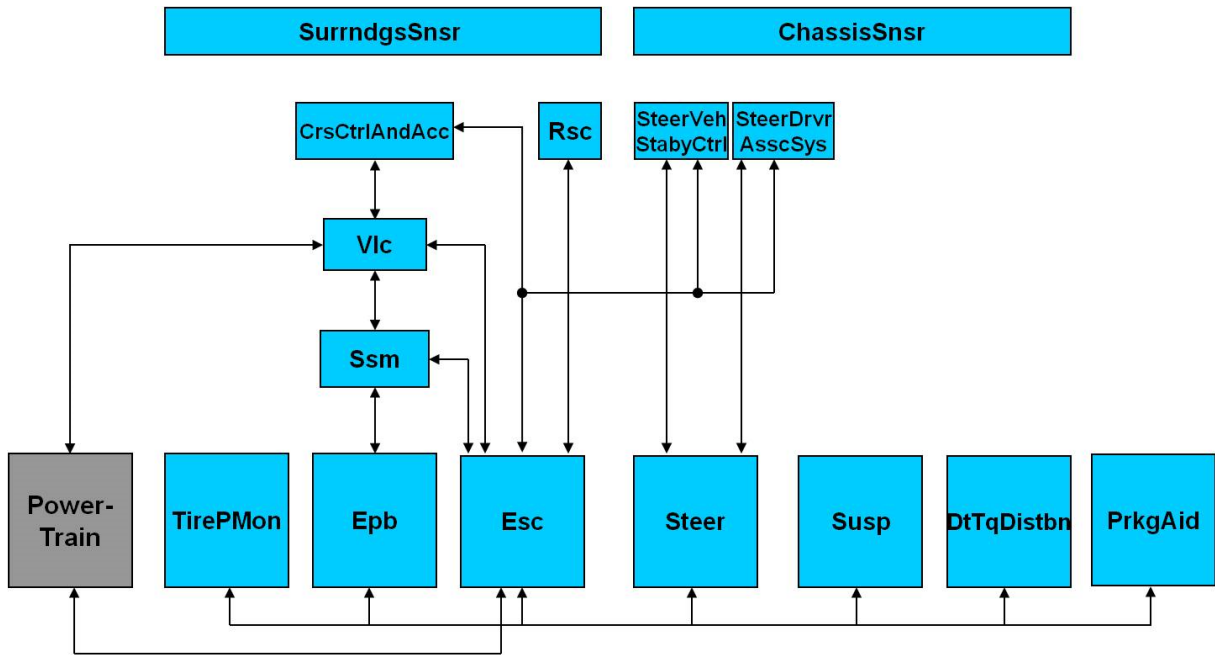 SurrndgsSnsr
ChassisSnsr
CrsCtrlAndAcc
Rsc
SteerVeh
StabyCtrl
SteerDrvr
AsscSys
Vlc
Ssm
Power-
Train
TirePMon
Epb
Esc
Steer
Susp
DtTqDistbn
PrkgAid